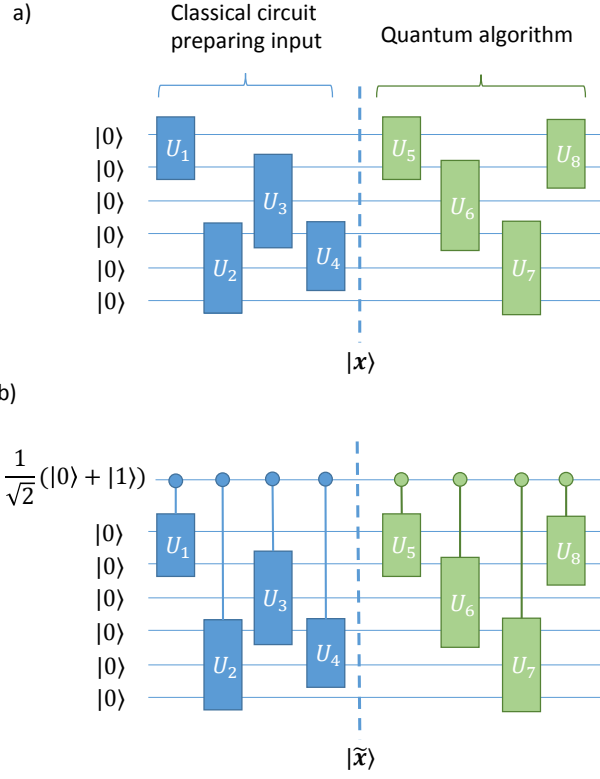 a)
Classical circuit
preparing input
Quantum algorithm
|0⟩
|0⟩
|0⟩
|0⟩
|0⟩
|0⟩
U₁
U₂
U₃
U₄
U₅
U₆
U₇
U₈
|x⟩
b)
1/√2 (|0⟩ + |1⟩)
|0⟩
|0⟩
|0⟩
|0⟩
|0⟩
|0⟩
U₁
U₂
U₃
U₄
U₅
U₆
U₇
U₈
|x̃⟩